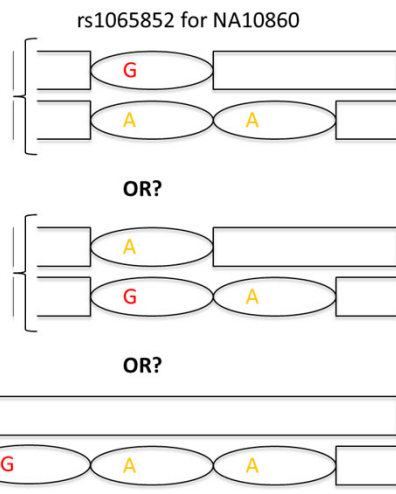 rs1065852 for NA10860
G
A A
OR?
A
G A
OR?
G A A